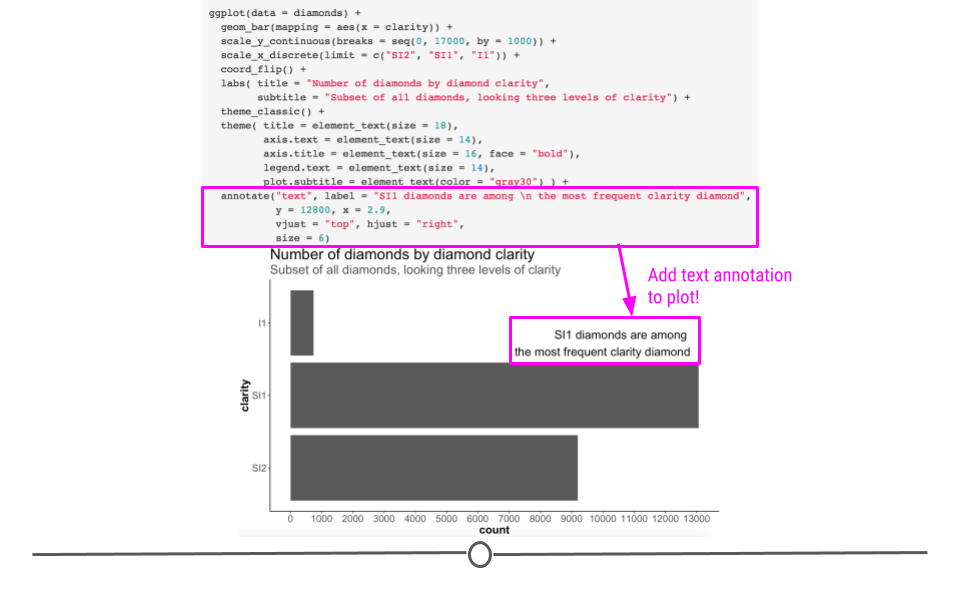 ggplot(data = diamonds) +
geom_bar(mapping = aes(x = clarity)) +
scale_y_continuous(breaks = seq(0, 17000, by = 1000)) +
scale_x_discrete(limit = c("SI2", "SI1", "I1")) +
coord_flip() +
labs( title = "Number of diamonds by diamond clarity",
subtitle = "Subset of all diamonds, looking three levels of clarity") +
theme_classic() +
theme( title = element_text(size = 18),
axis.text = element_text(size = 14),
axis.title = element_text(size = 16, face = "bold"),
legend.text = element_text(size = 14),
plot.subtitle = element_text(color = "gray30") ) +
annotate("text", label = "SI1 diamonds are among \n the most frequent clarity diamond",
y = 12800, x = 2.9,
vjust = "top", hjust = "right",
size = 6)
Number of diamonds by diamond clarity
Subset of all diamonds, looking three levels of clarity
Add text annotation
to plot!
I1
SI1 diamonds are among
the most frequent clarity diamond
clarity
SI1
SI2
0 1000 2000 3000 4000 5000 6000 7000 8000 9000 10000 11000 12000 13000
count